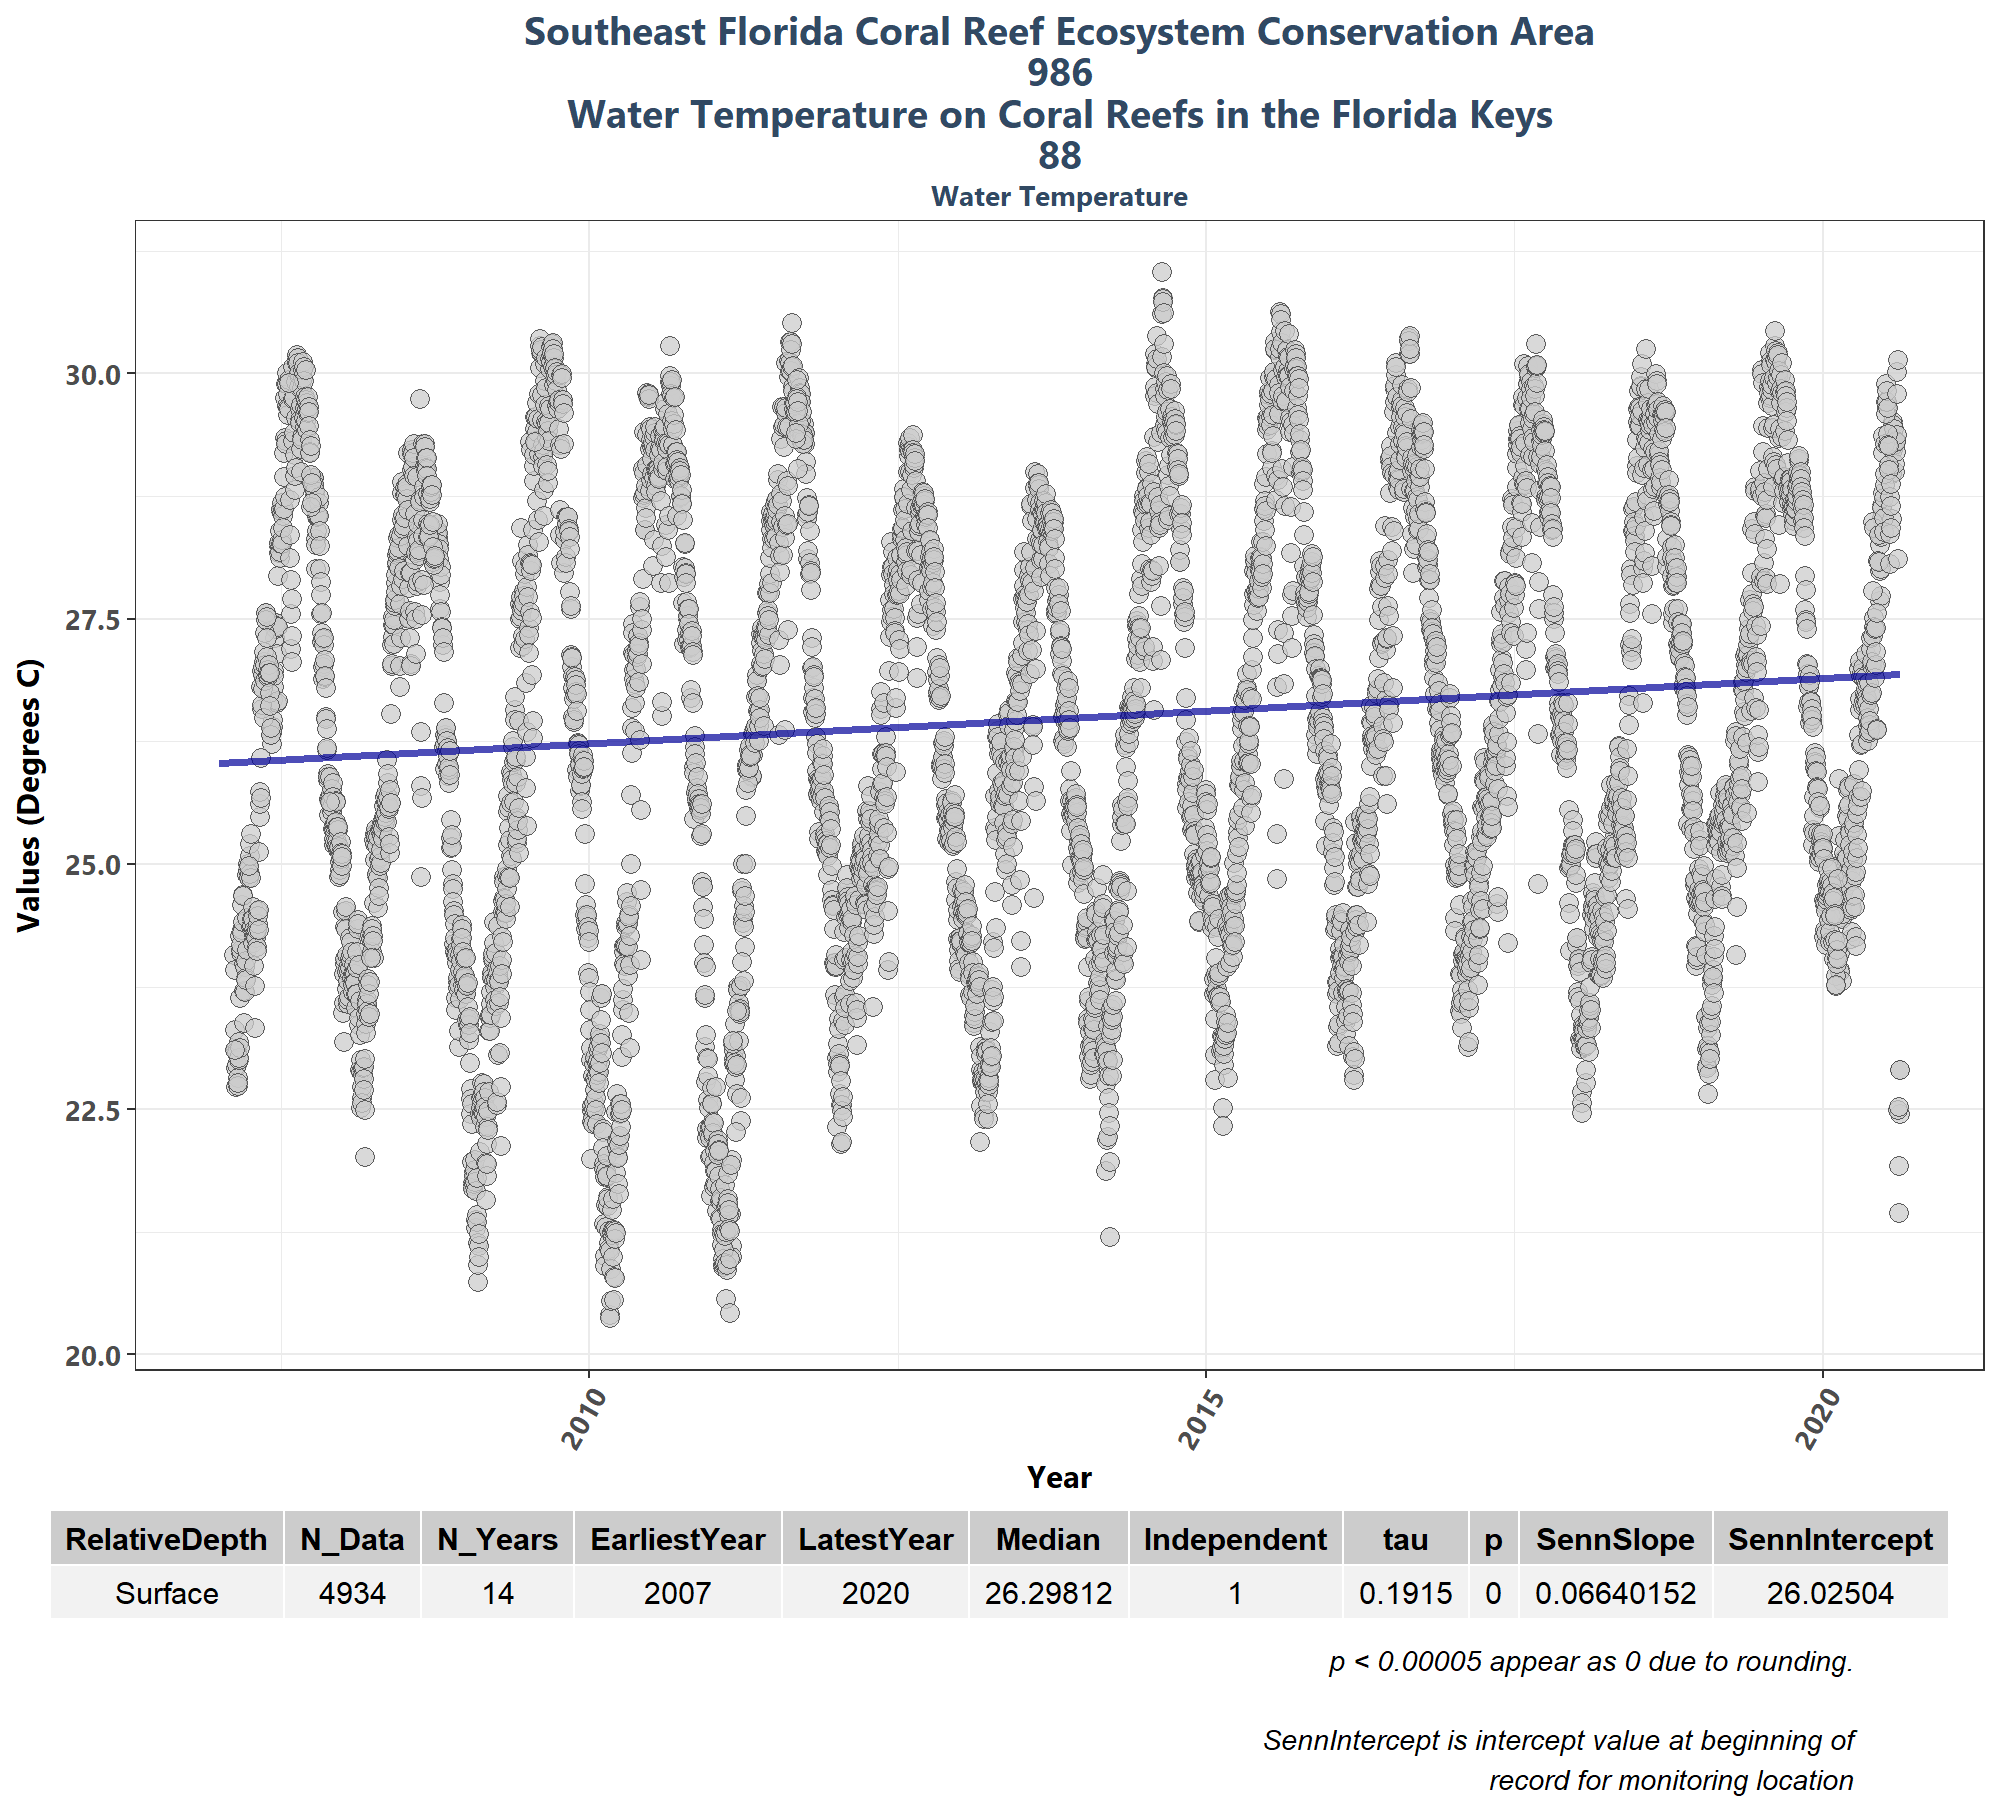 Southeast Florida Coral Reef Ecosystem Conservation Area
986
Water Temperature on Coral Reefs in the Florida Keys
88
Water Temperature
Values (Degrees C)
30.0
27.5
25.0
22.5
20.0
2010
2015
2020
Year
RelativeDepth N_Data N_Years EarliestYear LatestYear Median Independent tau p SennSlope SennIntercept
Surface 4934 14 2007 2020 26.29812 1 0.1915 0 0.06640152 26.02504
p < 0.00005 appear as 0 due to rounding.
SennIntercept is intercept value at beginning of
record for monitoring location